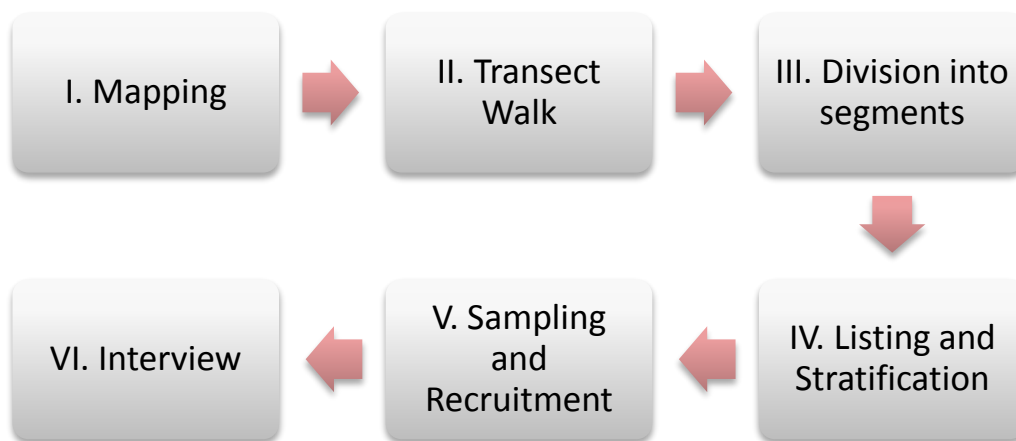 I. Mapping
II. Transect
Walk
III. Division into
segments
IV. Listing and
Stratification
V. Sampling
and
Recruitment
VI. Interview